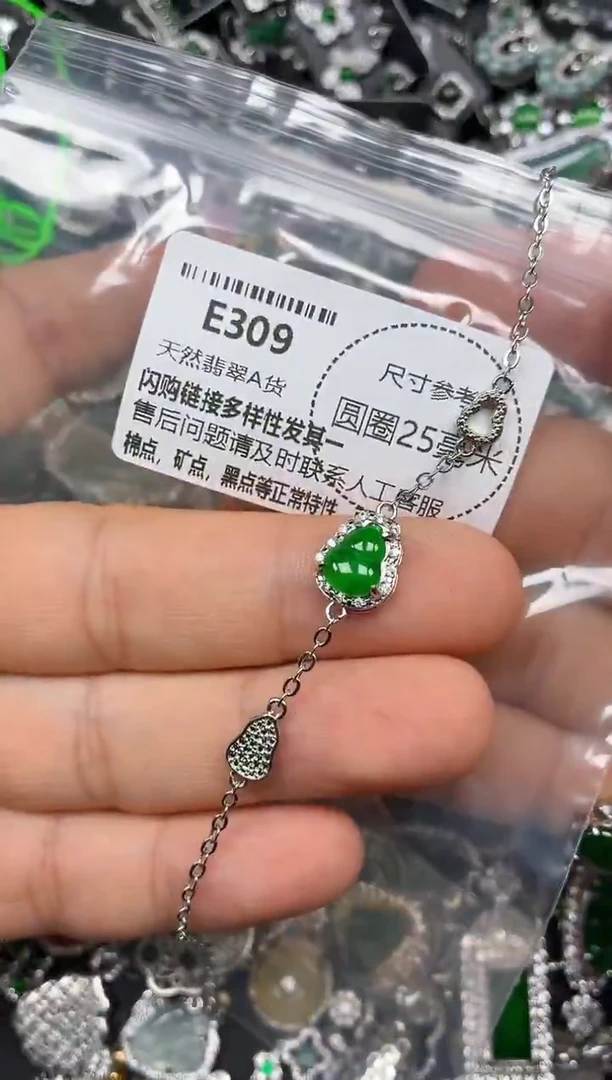 E309
天然翡翠A货
闪购链接多样性发其一
售后问题请及时联系人工客服
棉点，矿点，黑点等正常特性
尺寸参考
圆圈25毫米